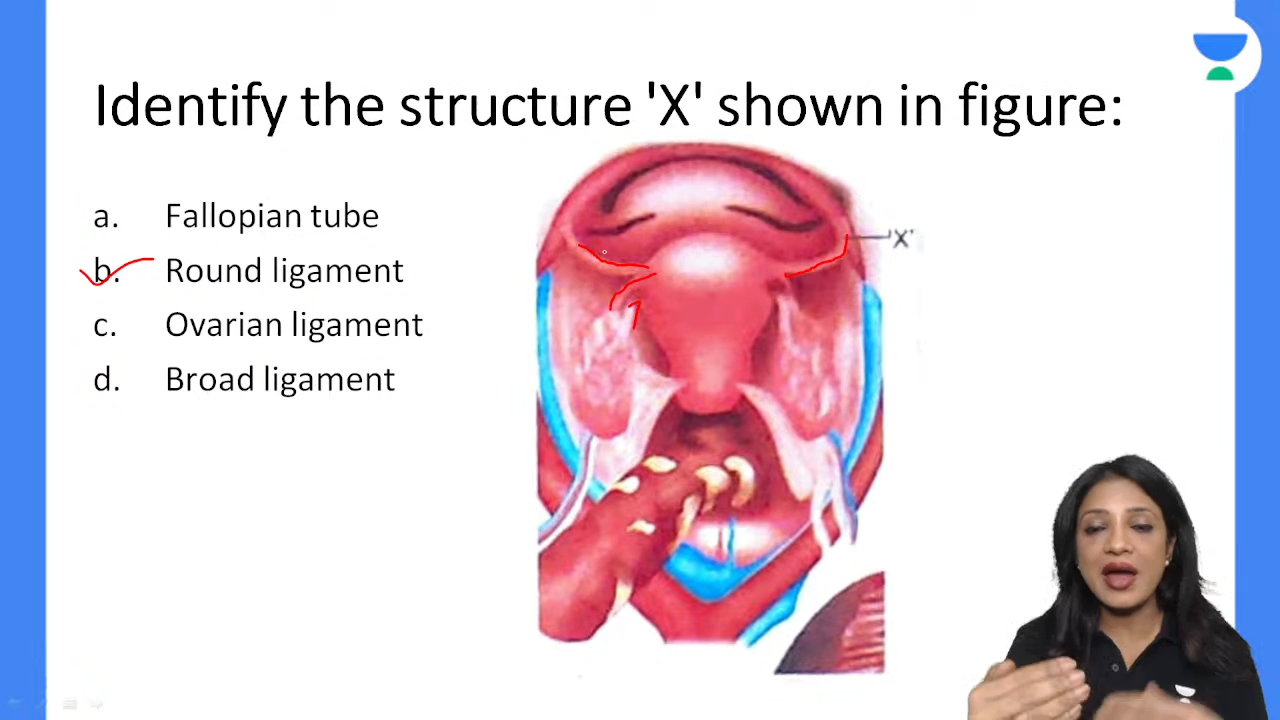 Identify the structure 'X' shown in figure:
a. Fallopian tube
b. Round ligament
c. Ovarian ligament
d. Broad ligament
'X'